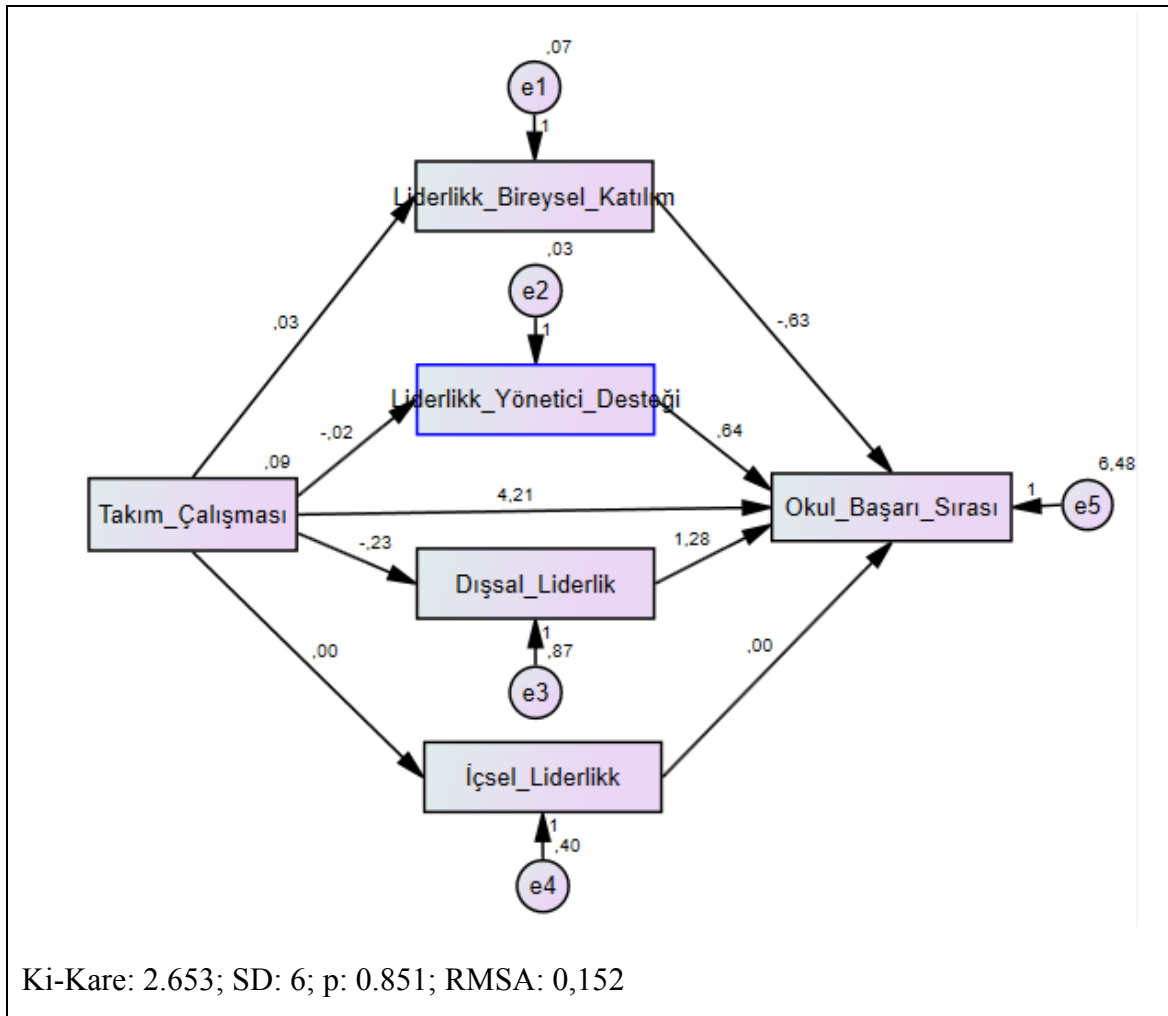 ,07
e1
1
Liderlikk_Bireysel_Katılım
,03
e2
1
,03
-,63
Liderlikk_Yönetici_Desteği
-,02
,64
,09
Takım_Çalışması
4,21
Okul_Başarı_Sırası
6,48
1
e5
-,23
1,28
Dışsal_Liderlik
1
,87
e3
,00
,00
İçsel_Liderlikk
1
,40
e4
Ki-Kare: 2.653; SD: 6; p: 0.851; RMSA: 0,152